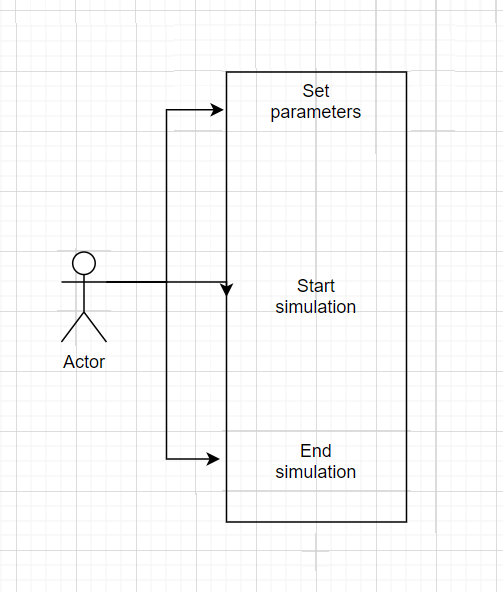 Set
parameters
Start
simulation
Actor
End
simulation